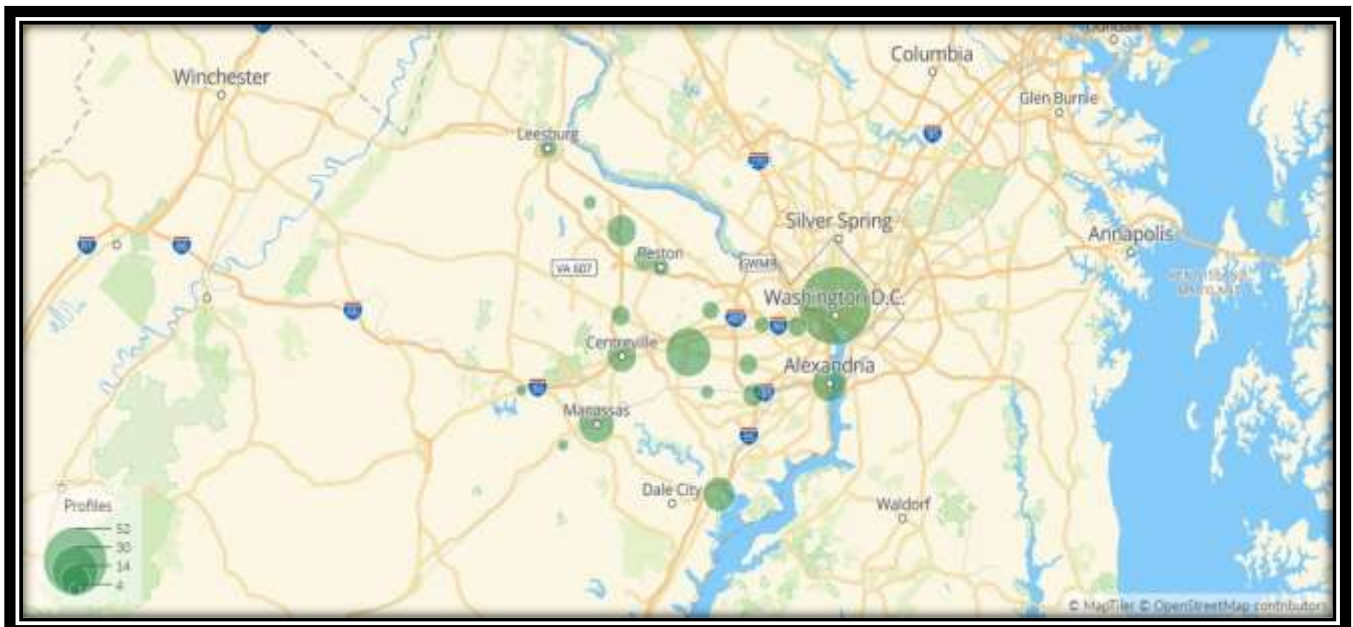 Columbia
Winchester
Glen Burnie
Leesburg
Silver Spring
Annapolis
Reston
VA 607
GWMP
Washington D.C.
Centreville
Alexandria
Manassas
Dale City
Waldorf
Profiles
52
30
14
4
© MapTiler © OpenStreetMap contributors